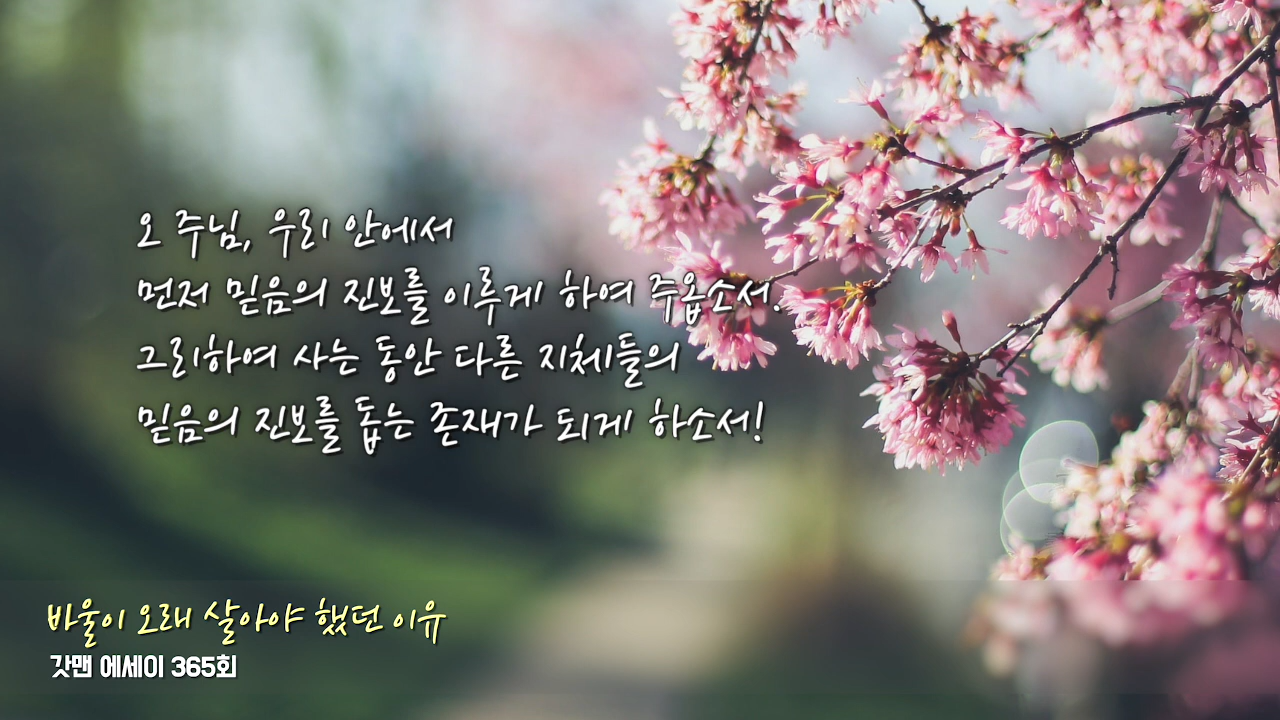 오 주님, 우리 안에서
먼저 믿음의 진보를 이루게 하여 주옵소서.
그리하여 사는 동안 다른 지체들의
믿음의 진보를 돕는 존재가 되게 하소서!
바울이 오래 살아야 했던 이유
갓맨 에세이 365회